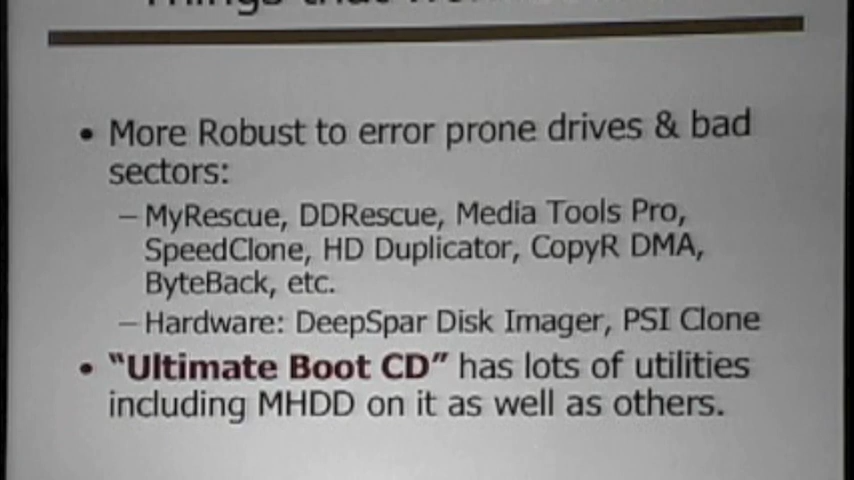 Things that
• More Robust to error prone drives & bad
sectors:
– MyRescue, DDRescue, Media Tools Pro,
SpeedClone, HD Duplicator, CopyR DMA,
ByteBack, etc.
– Hardware: DeepSpar Disk Imager, PSI Clone
• “Ultimate Boot CD” has lots of utilities
including MHDD on it as well as others.